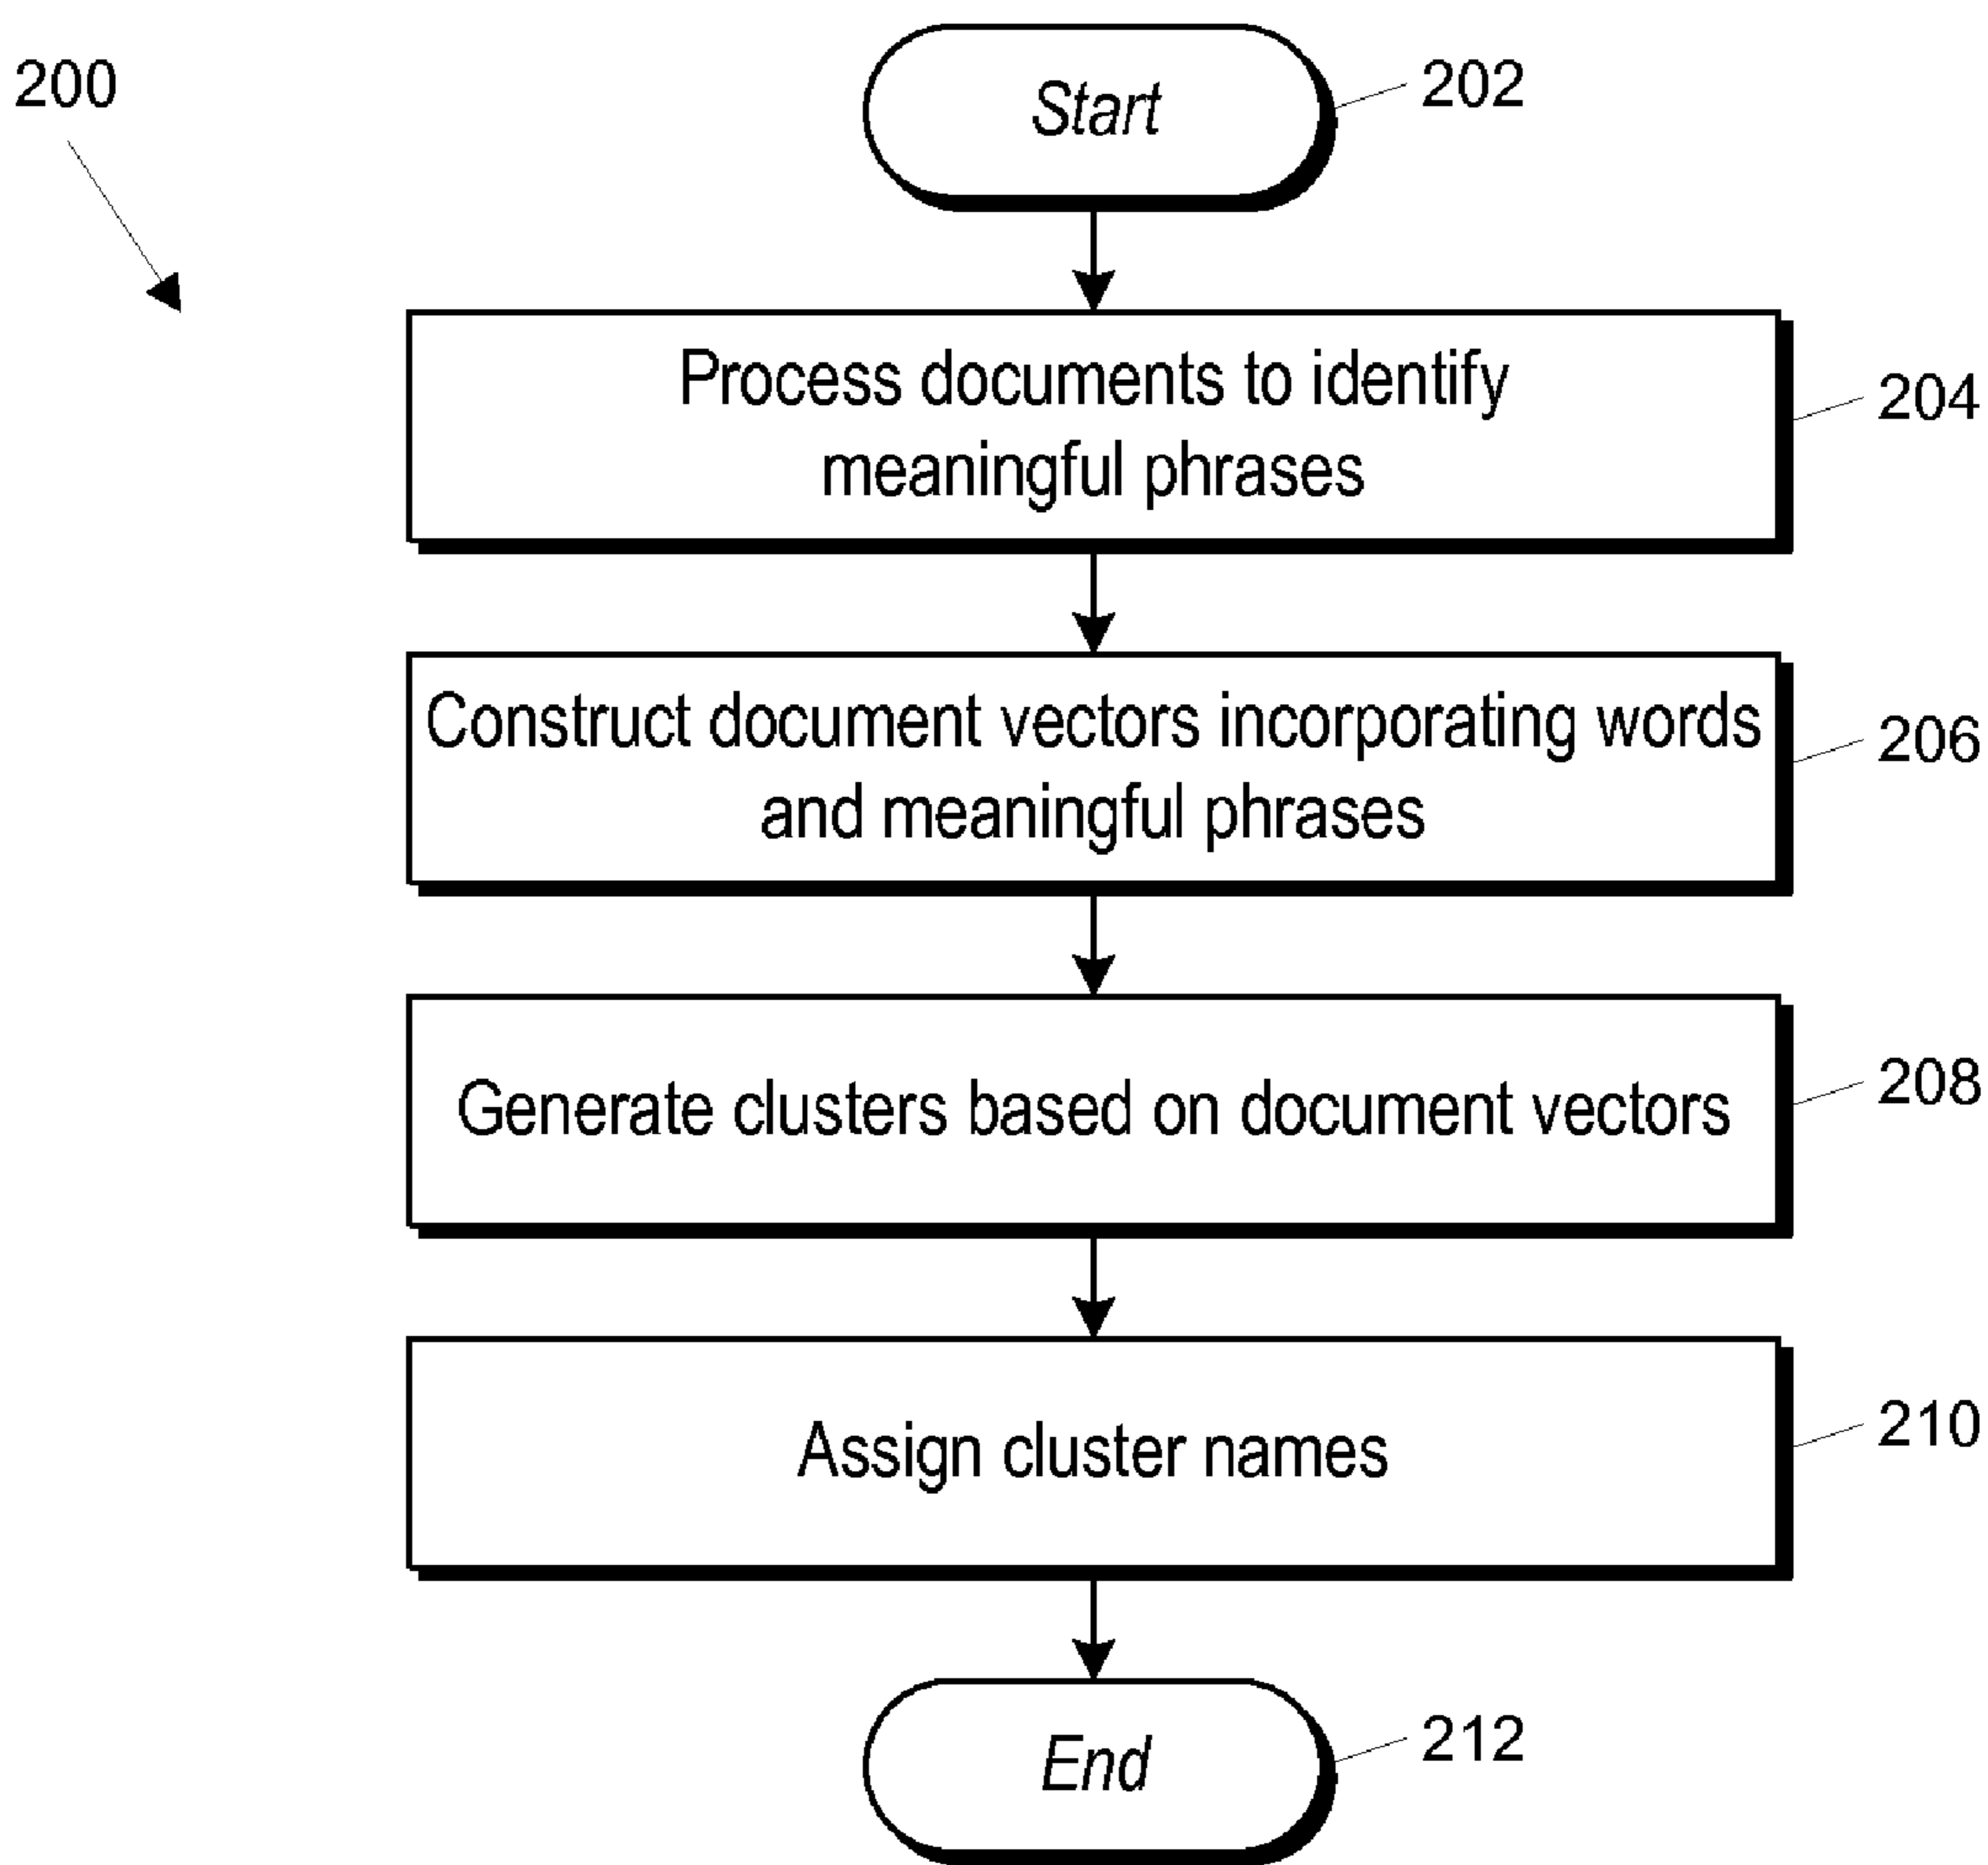 200
Start
202
Process documents to identify
meaningful phrases
204
Construct document vectors incorporating words
and meaningful phrases
206
Generate clusters based on document vectors
208
Assign cluster names
210
End
212